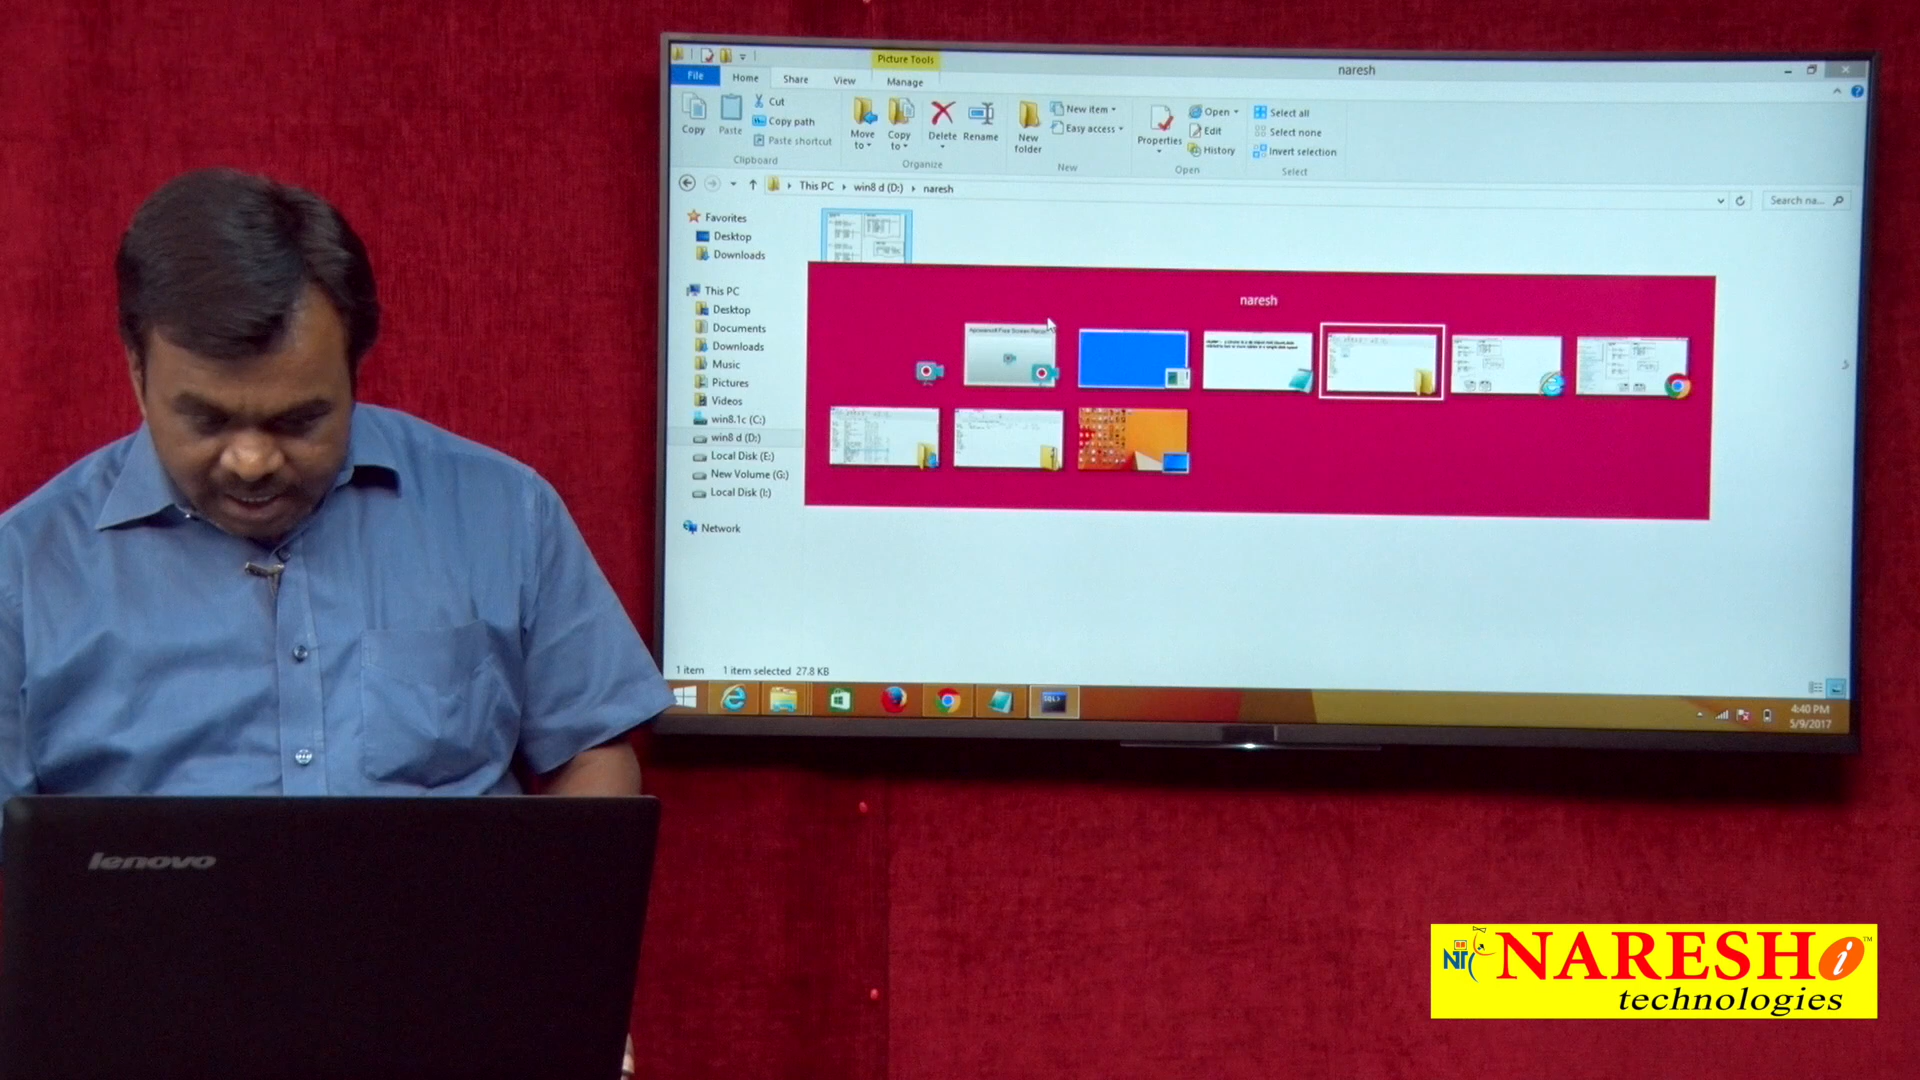 Picture Tools
naresh
File
Home
Share
View
Manage
Copy
Paste
Cut
Copy path
Paste shortcut
Clipboard
Move to
Copy to
Delete
Rename
Organize
New folder
New item
Easy access
New
Properties
Open
Edit
History
Open
Select all
Select none
Invert selection
Select
This PC
win8 d (D:)
naresh
Search na...
Favorites
Desktop
Downloads
This PC
Desktop
Documents
Downloads
Music
Pictures
Videos
win8.1c (C:)
win8 d (D:)
Local Disk (E:)
New Volume (G:)
Local Disk (I:)
Network
naresh
1 item
1 item selected 27.8 KB
4:40 PM
5/9/2017
lenovo
NARESH i
technologies